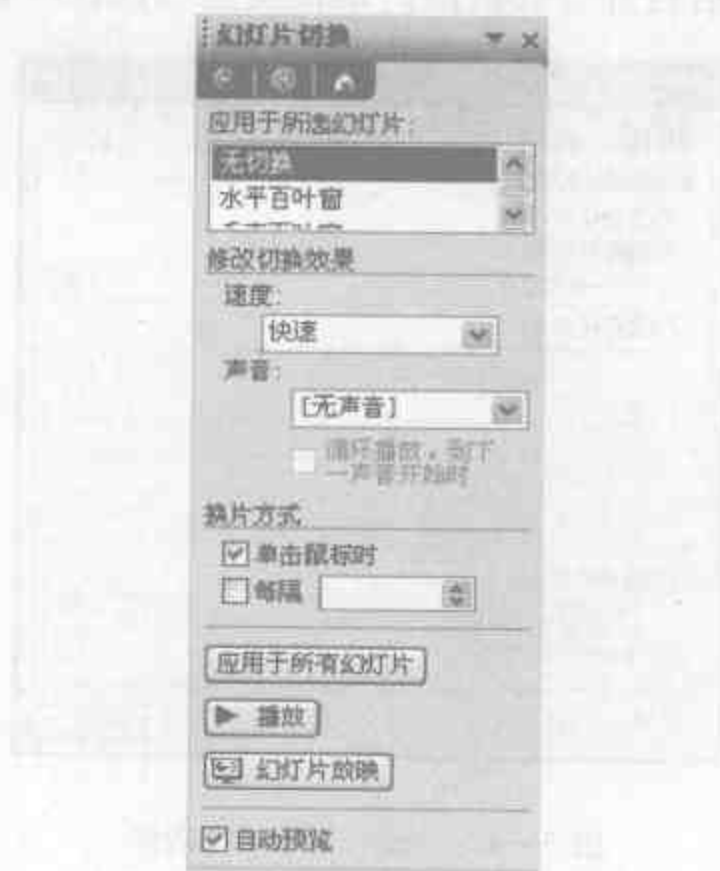 幻灯片切换
应用于所选幻灯片:
无切换
水平百叶窗
修改切换效果
速度:
快速
声音:
[无声音]
循环播放,到下
一声音开始时
换片方式
单击鼠标时
每隔
应用于所有幻灯片
播放
幻灯片放映
自动预览